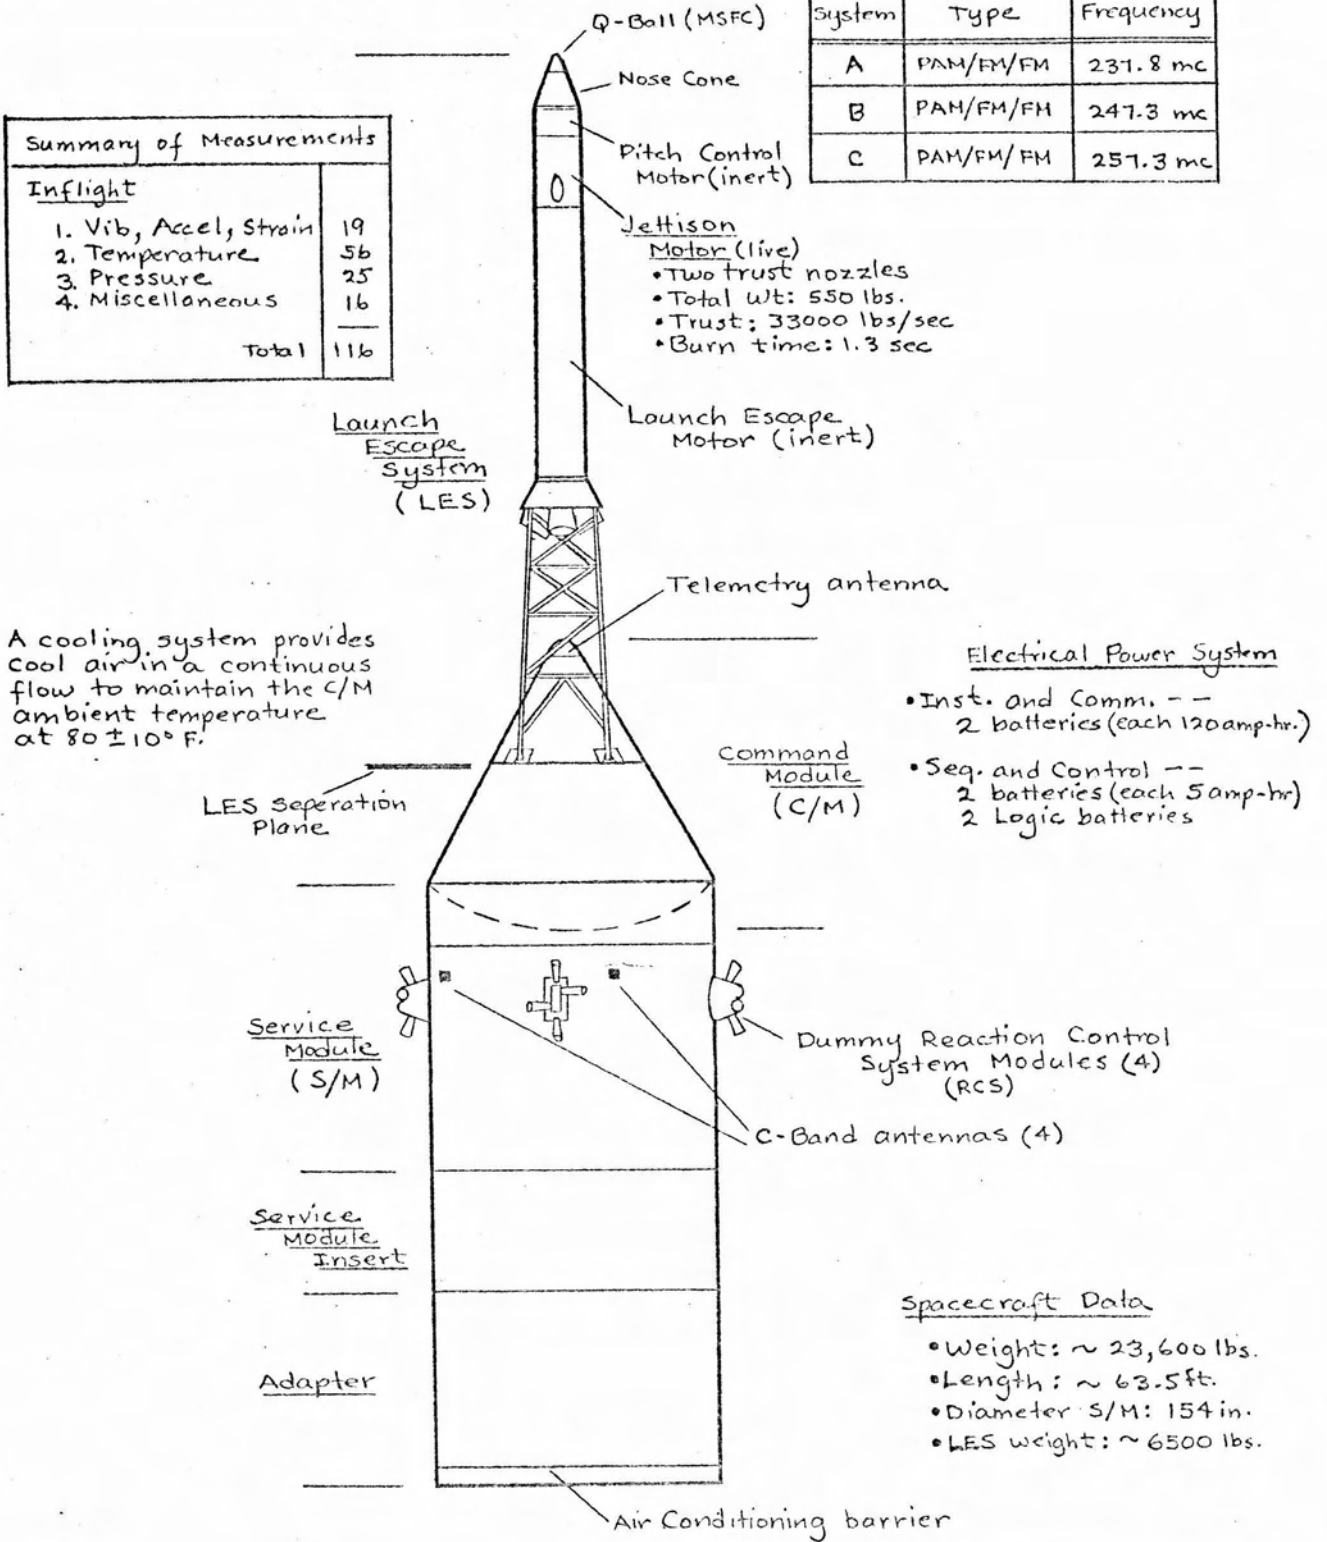 Q-Ball (MSFC)
Nose Cone
Pitch Control
Motor (inert)
Jettison
Motor (live)
• Two trust nozzles
• Total wt: 550 lbs.
• Trust: 33000 lbs/sec
• Burn time: 1.3 sec
Launch Escape
Motor (inert)
System Type Frequency
A PAM/FM/FM 237.8 mc
B PAM/FM/FM 247.3 mc
C PAM/FM/FM 257.3 mc
Summary of Measurements
Inflight
1. Vib, Accel, Strain 19
2. Temperature 56
3. Pressure 25
4. Miscellaneous 16
Total 116
Launch
Escape
System
(LES)
Telemetry antenna
A cooling system provides
cool air in a continuous
flow to maintain the C/M
ambient temperature
at 80 ± 10° F.
LES Seperation
Plane
Command
Module
(C/M)
Electrical Power System
• Inst. and Comm. --
2 batteries (each 120 amp-hr.)
• Seq. and Control --
2 batteries (each 5 amp-hr)
2 Logic batteries
Service
Module
(S/M)
Dummy Reaction Control
System Modules (4)
(RCS)
C-Band antennas (4)
Service
Module
Insert
Adapter
Spacecraft Data
• Weight: ~ 23,600 lbs.
• Length: ~ 63.5 ft.
• Diameter S/M: 154 in.
• LES weight: ~ 6500 lbs.
Air Conditioning barrier